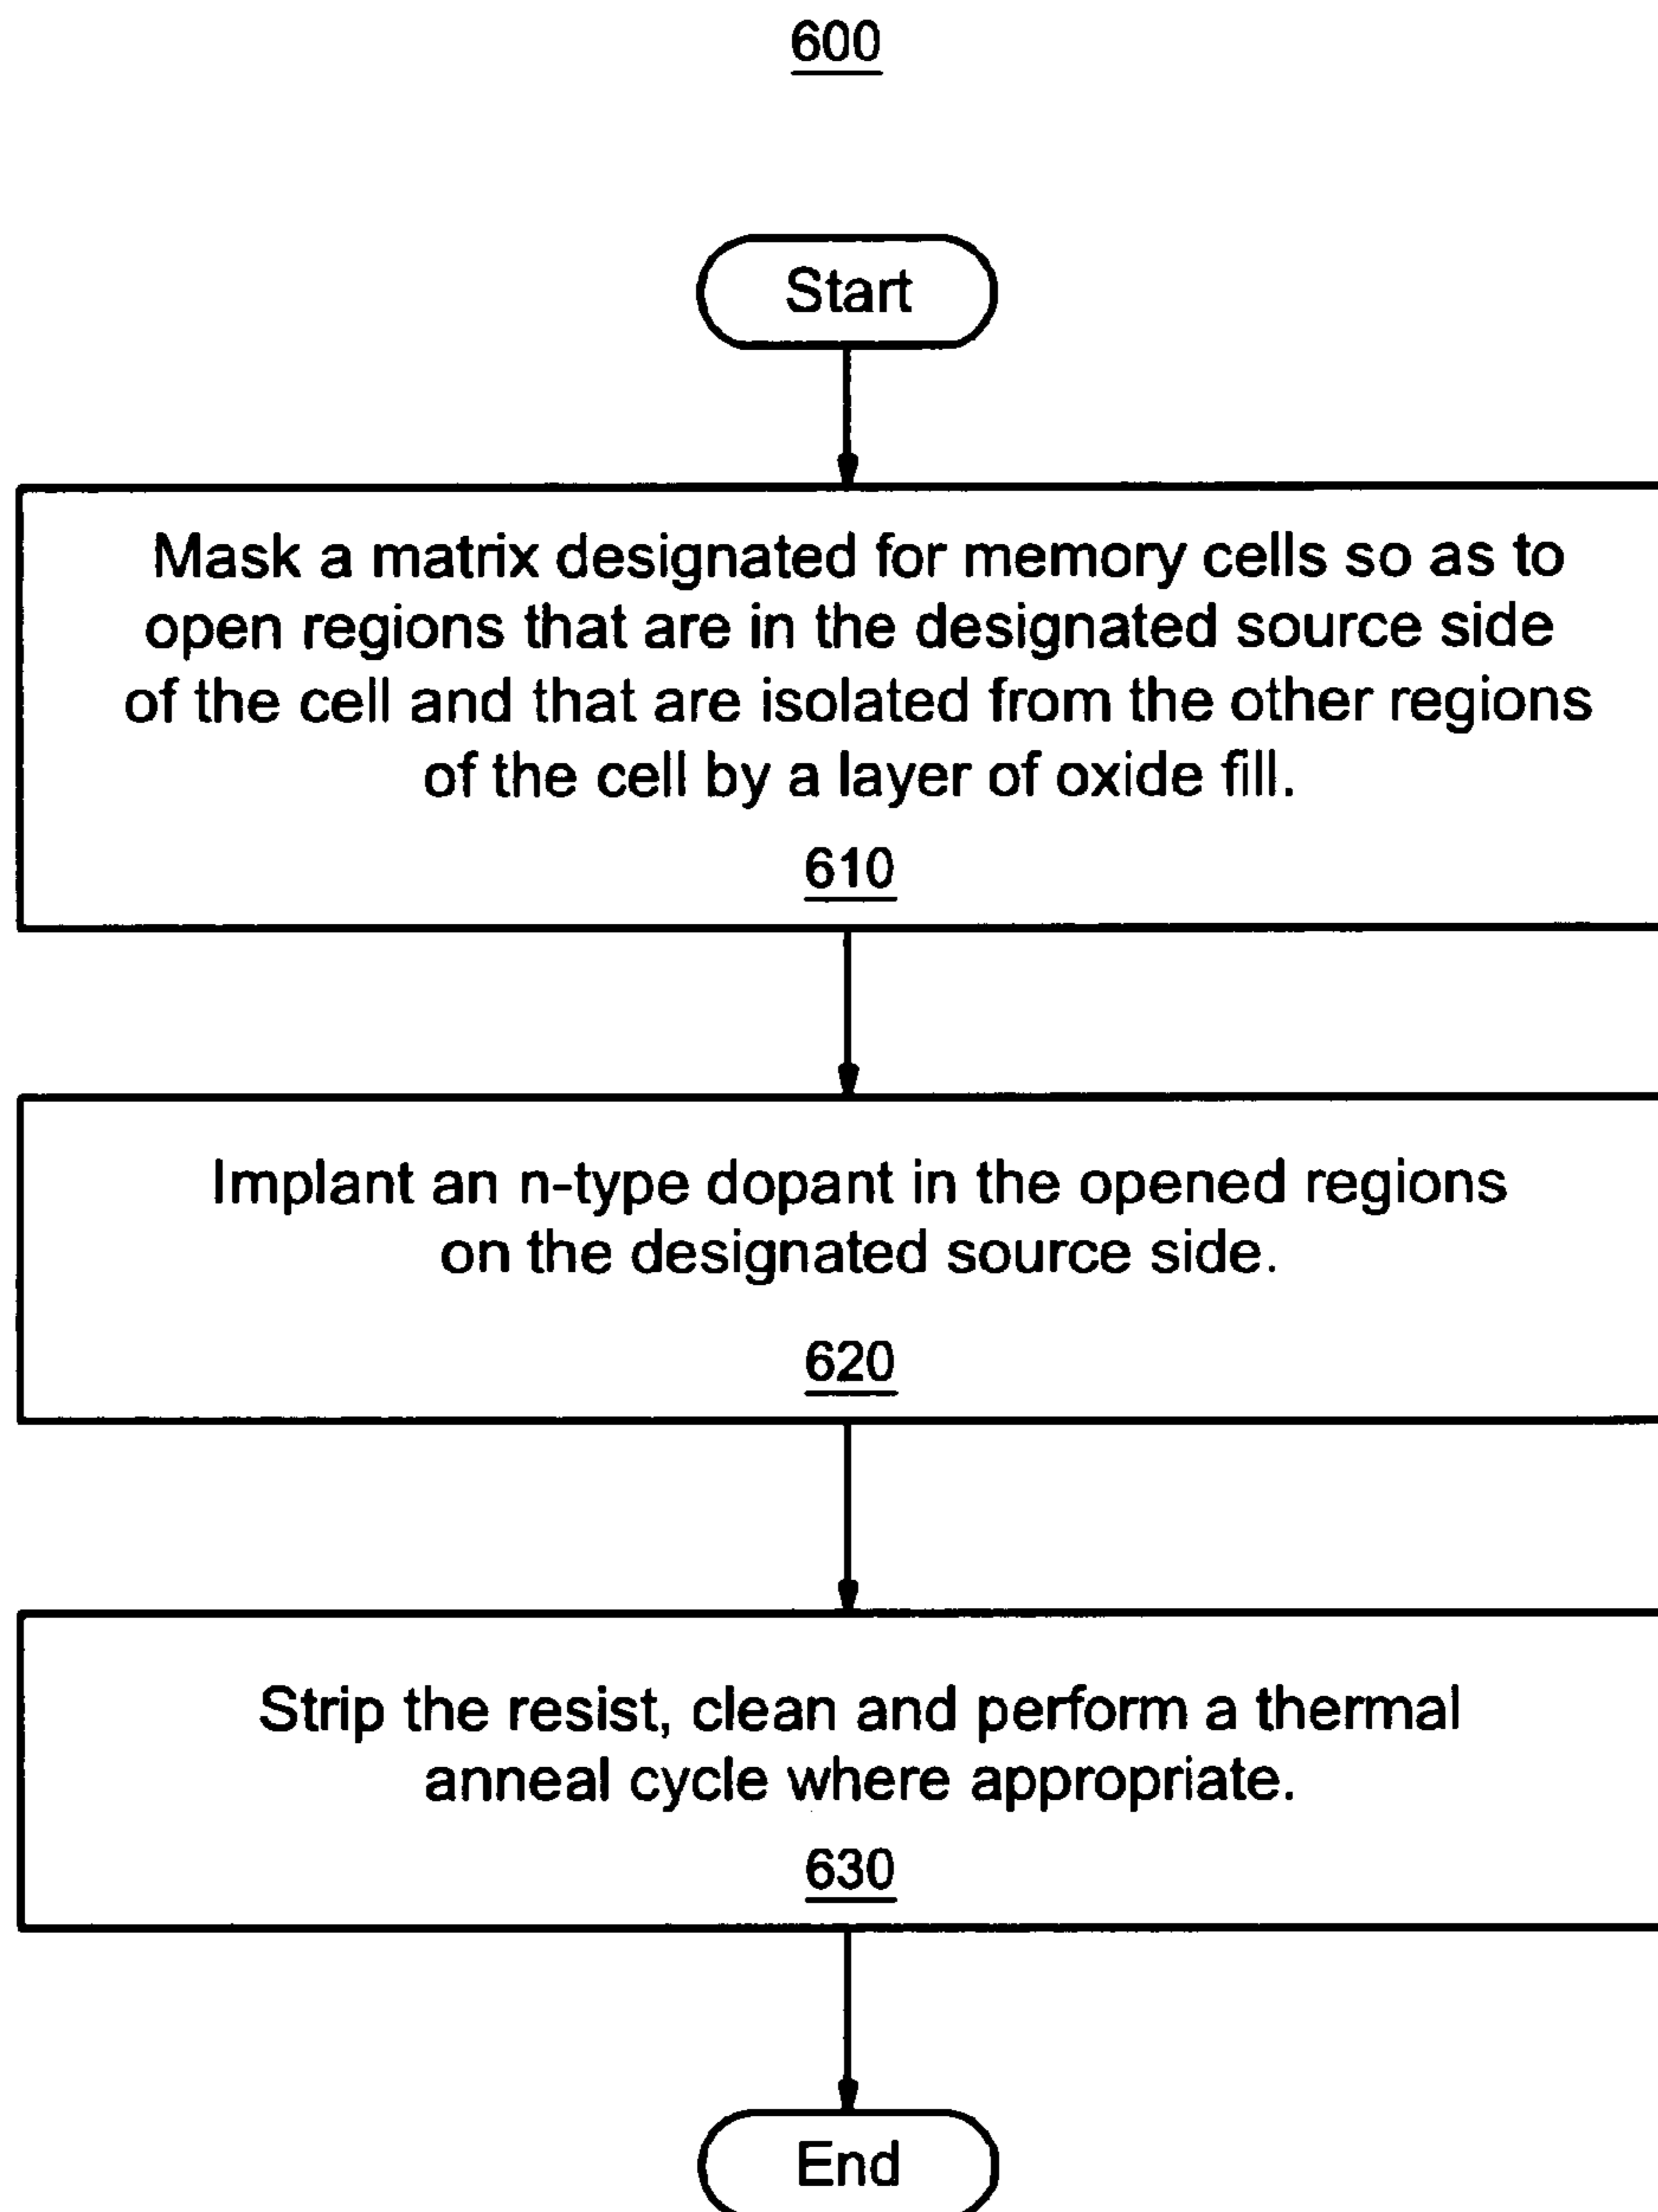 600
Start
Mask a matrix designated for memory cells so as to
open regions that are in the designated source side
of the cell and that are isolated from the other regions
of the cell by a layer of oxide fill.
610
Implant an n-type dopant in the opened regions
on the designated source side.
620
Strip the resist, clean and perform a thermal
anneal cycle where appropriate.
630
End